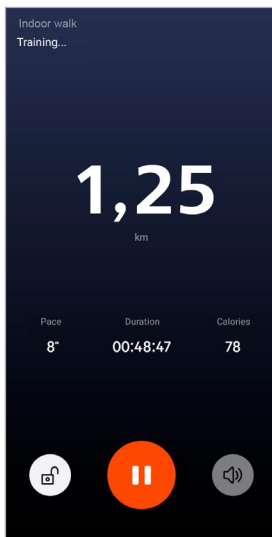 Indoor walk
Training...
1,25
km
Pace Duration Calories
8" 00:48:47 78